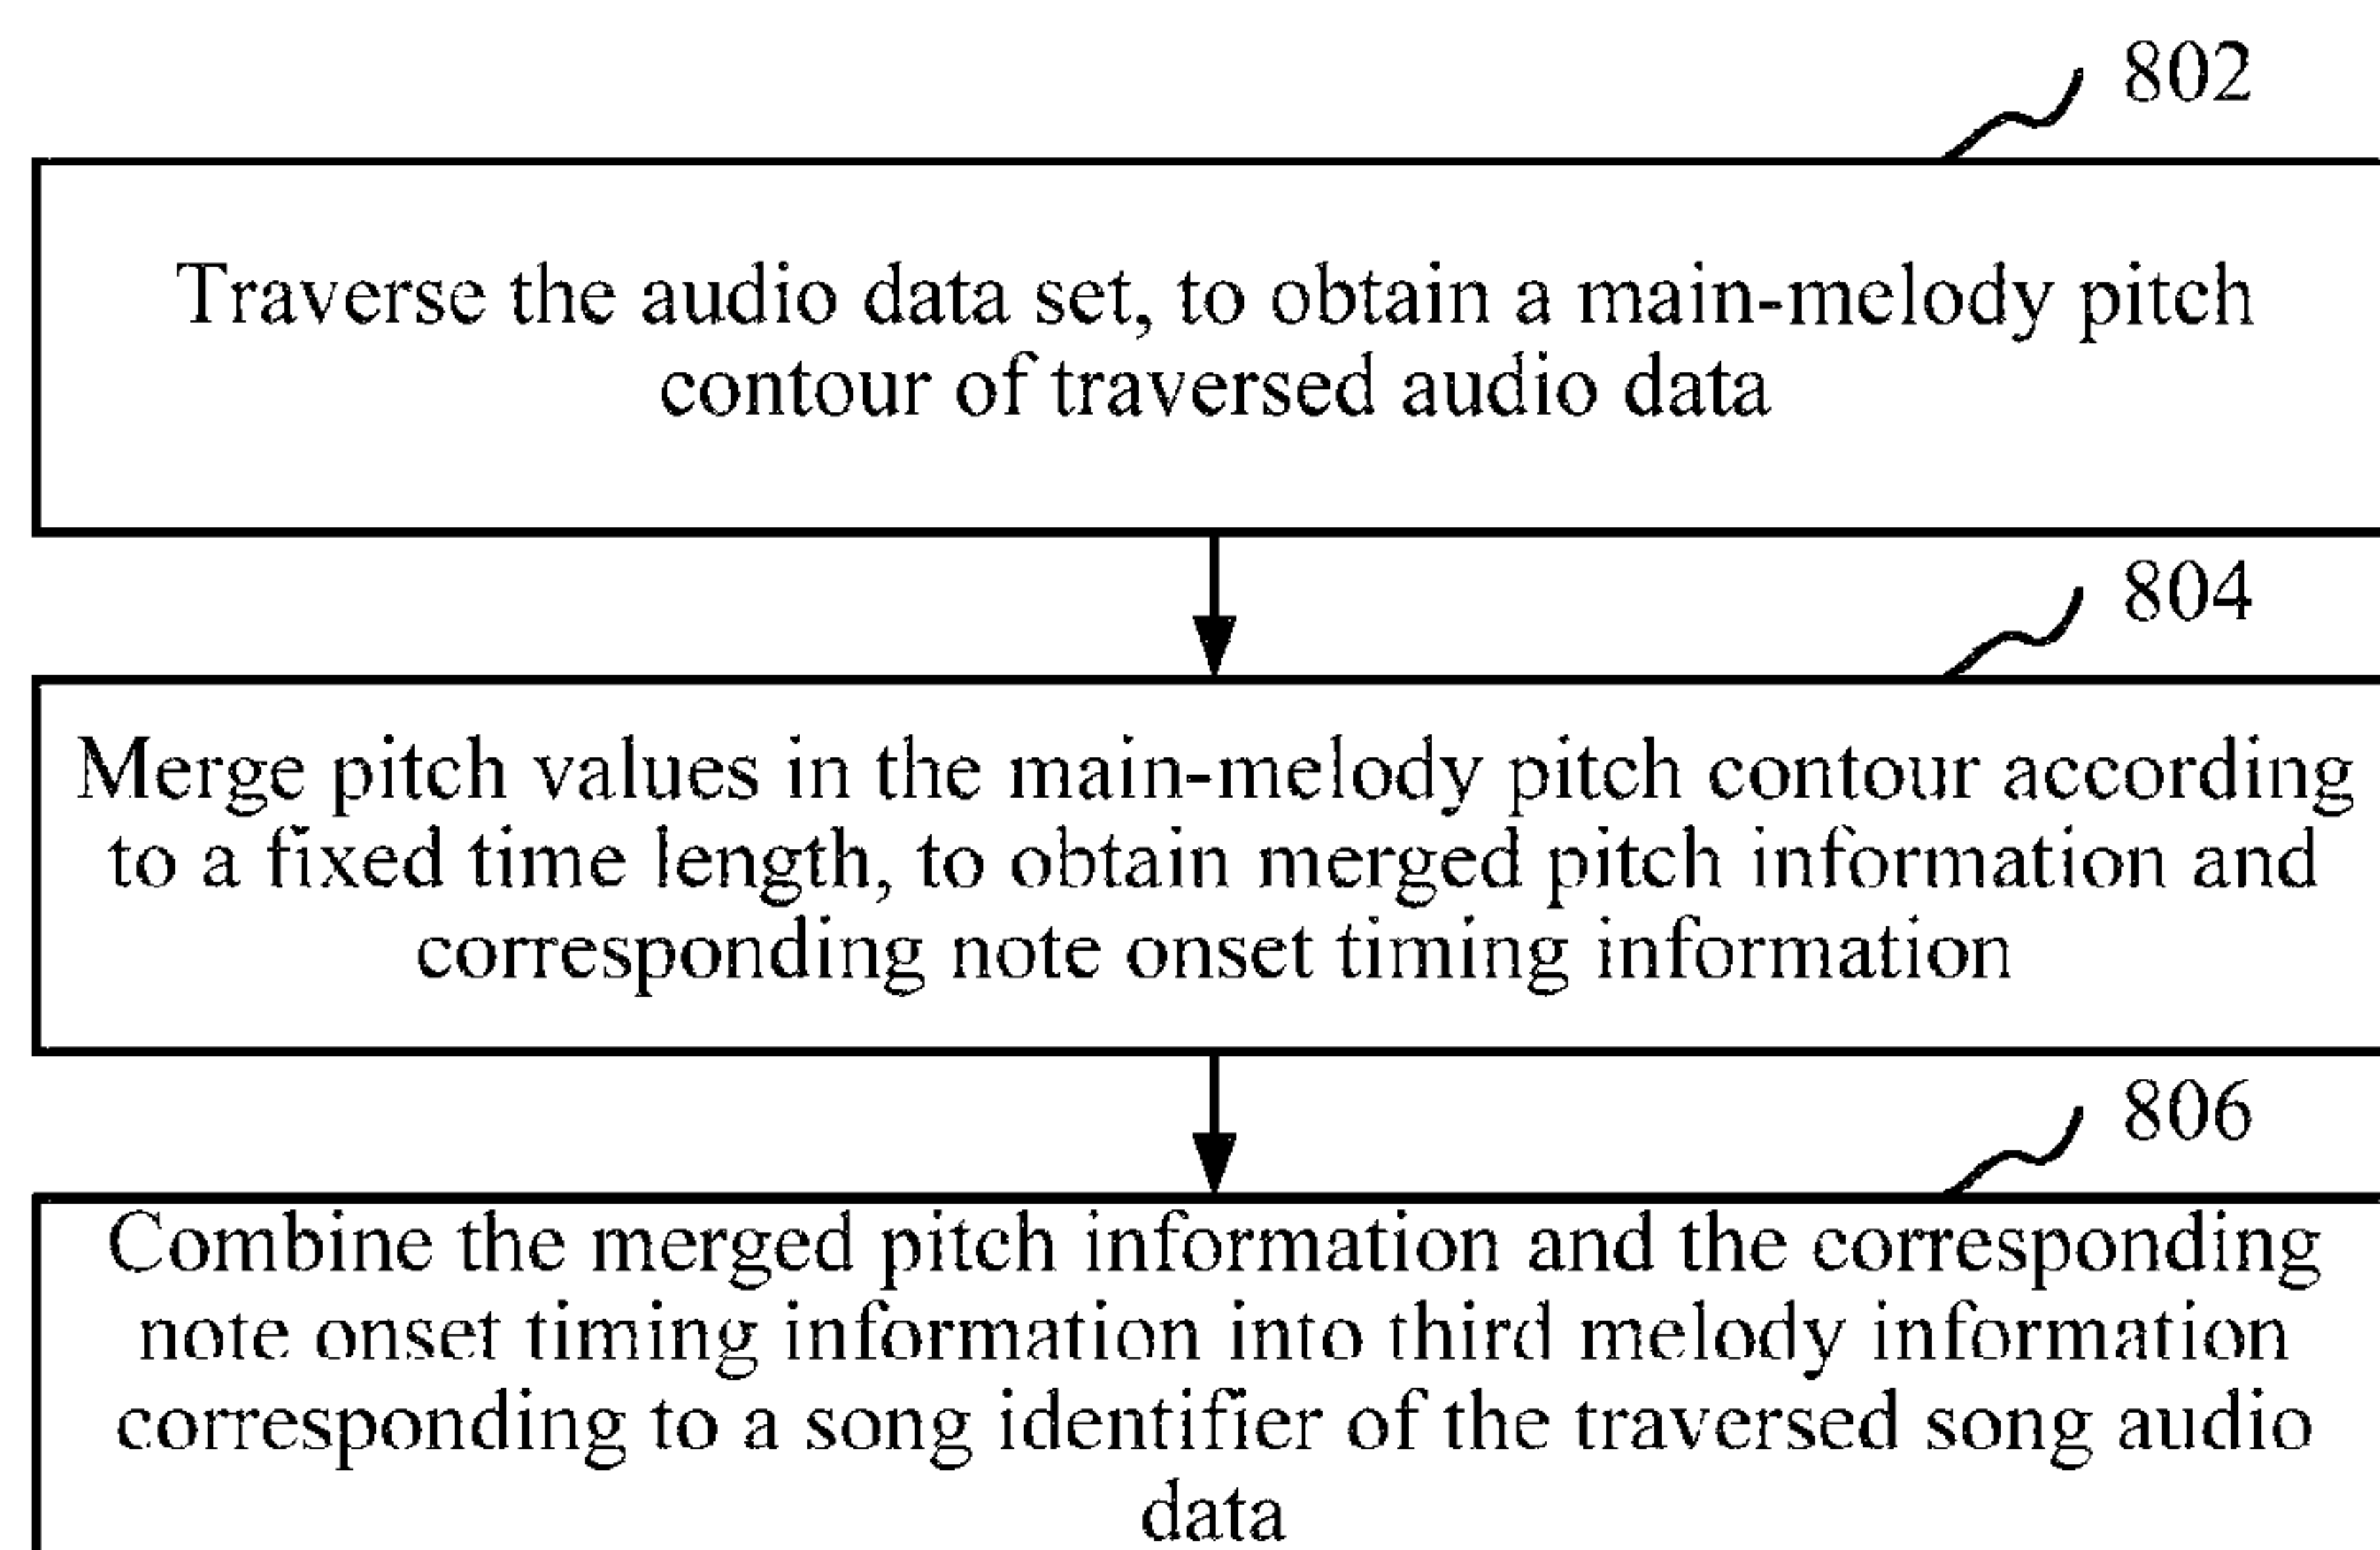 802
Traverse the audio data set, to obtain a main-melody pitch
contour of traversed audio data
804
Merge pitch values in the main-melody pitch contour according
to a fixed time length, to obtain merged pitch information and
corresponding note onset timing information
806
Combine the merged pitch information and the corresponding
note onset timing information into third melody information
corresponding to a song identifier of the traversed song audio
data